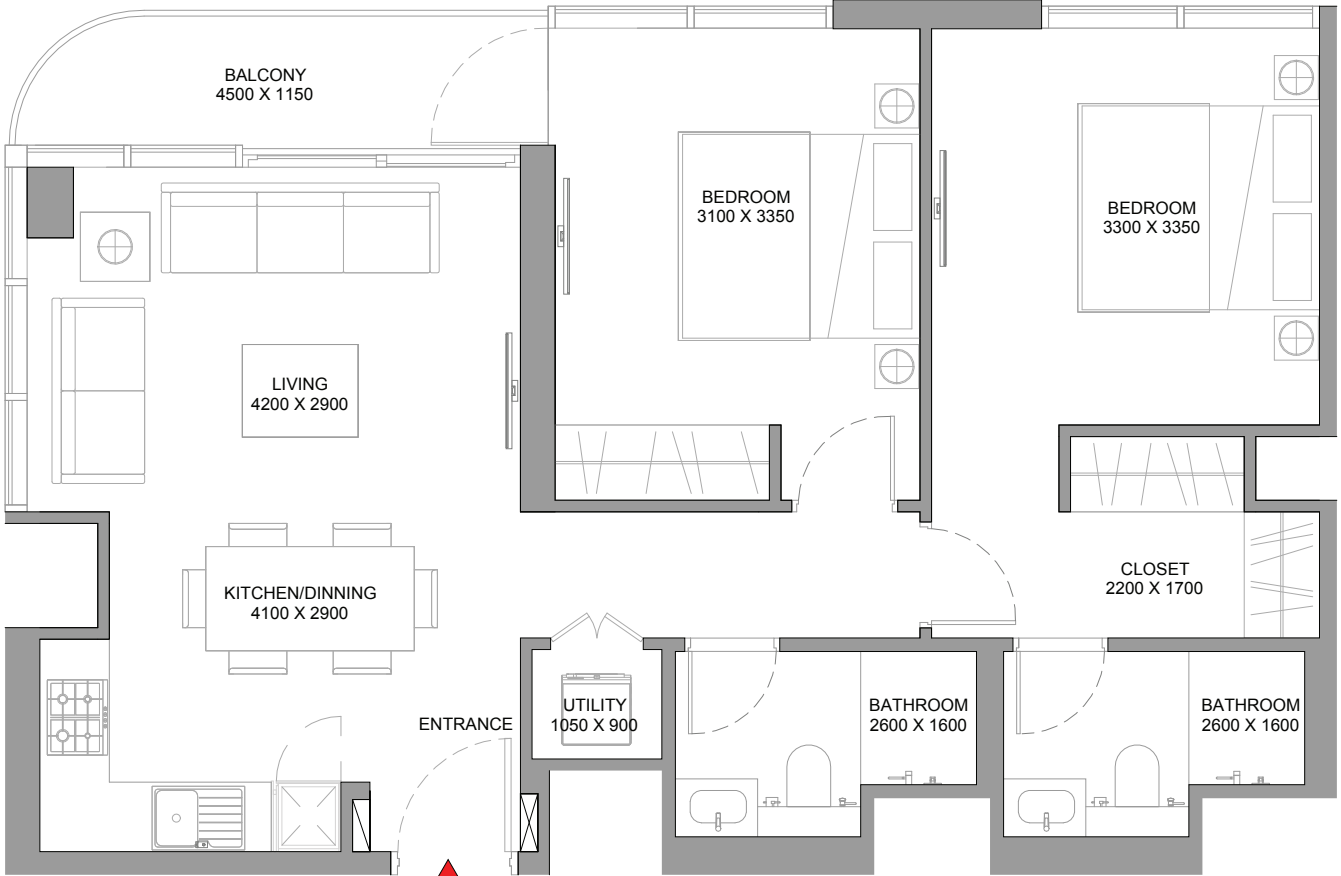 BALCONY
4500 X 1150
BEDROOM
3100 X 3350
BEDROOM
3300 X 3350
LIVING
4200 X 2900
KITCHEN/DINNING
4100 X 2900
CLOSET
2200 X 1700
ENTRANCE
UTILITY
1050 X 900
BATHROOM
2600 X 1600
BATHROOM
2600 X 1600